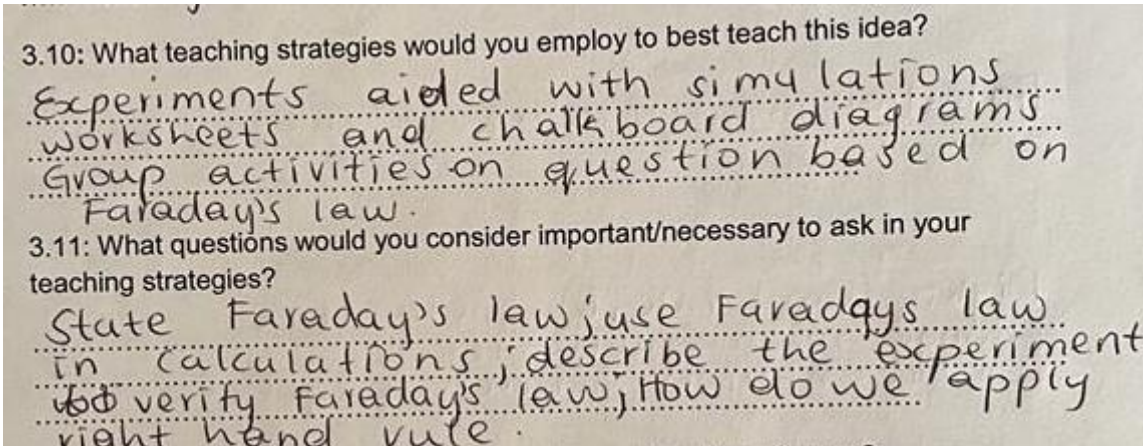 3.10: What teaching strategies would you employ to best teach this idea?
Experiments aided with simulations
worksheets and chalkboard diagrams
Group activities on question based on
Faraday's law.
3.11: What questions would you consider important/necessary to ask in your
teaching strategies?
State Faraday's law; use Faradays law
in calculations; describe the experiment
verify Faraday's law; How do we apply
right hand rule.